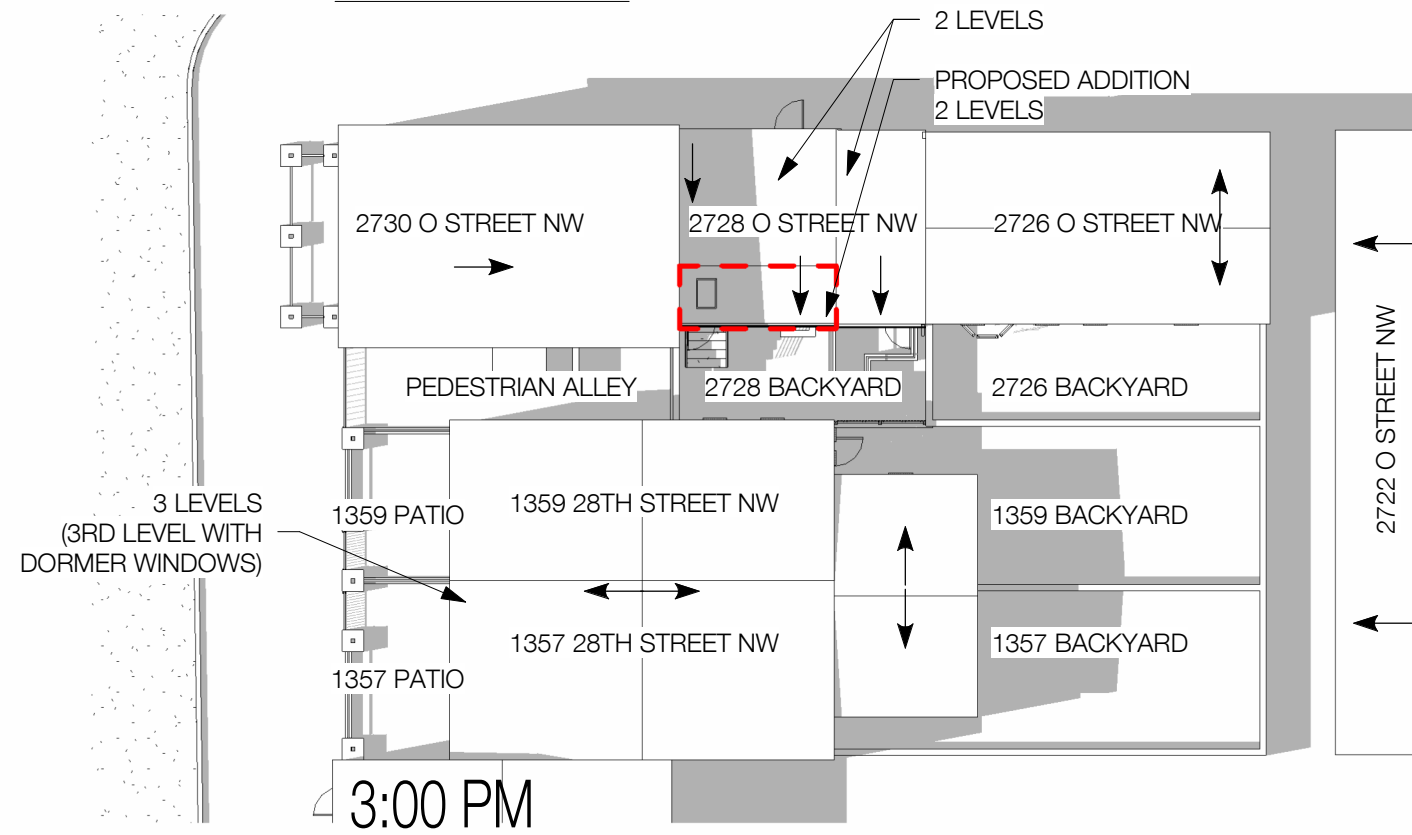 2 LEVELS
PROPOSED ADDITION
2 LEVELS
2730 O STREET NW
2728 O STREET NW
2726 O STREET NW
PEDESTRIAN ALLEY
2728 BACKYARD
2726 BACKYARD
2722 O STREET NW
3 LEVELS
(3RD LEVEL WITH
DORMER WINDOWS)
1359 PATIO
1359 28TH STREET NW
1359 BACKYARD
1357 28TH STREET NW
1357 BACKYARD
1357 PATIO
3:00 PM